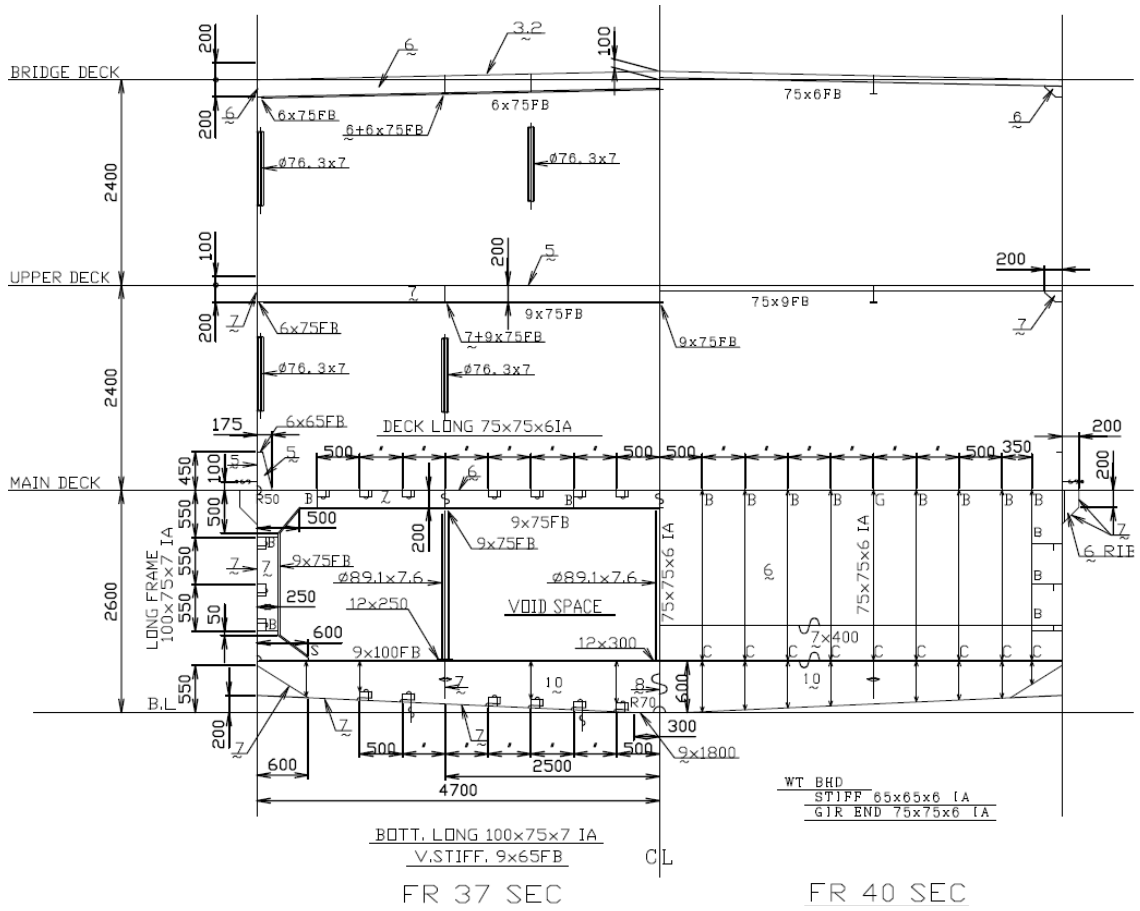 200
6
3.2
100
BRIDGE DECK
6
6x75FB
6x75FB
75x6FB
6
200
6+6x75FB
Ø76.3x7
Ø76.3x7
2400
100
200
5
200
UPPER DECK
7
75x9FB
7
6x75FB
9x75FB
7
200
7+9x75FB
9x75FB
Ø76.3x7
Ø76.3x7
2400
175
6x65FB
DECK LONG 75x75x6IA
200
500 ' ' ' ' ' ' 500 500 ' ' ' ' ' 500 350
5
5
450
100
6
200
MAIN DECK
R50
B
7
S
B
S
B B B B G B B B B
500
550
500
9x75FB
200
7
9x75FB
6 RIB
LONG FRAME
100x75x7 IA
B
7
7
9x75FB
75x75x6 IA
75x75x6 IA
B
550
Ø89.1x7.6
Ø89.1x7.6
6
B
2600
250
12x250
VOID SPACE
B
550
50
B
600
S
12x300
7x400
9x100FB
C C C C C C C C
550
7
10
8
600
10
B.L
R70
200
7
7
7
7
S
S
300
500 ' ' ' ' ' 500
9x1800
600
2500
4700
WT BHD
STIFF 65x65x6 IA
GIR END 75x75x6 IA
BOTT. LONG 100x75x7 IA
V.STIFF. 9x65FB
CL
FR 37 SEC
FR 40 SEC